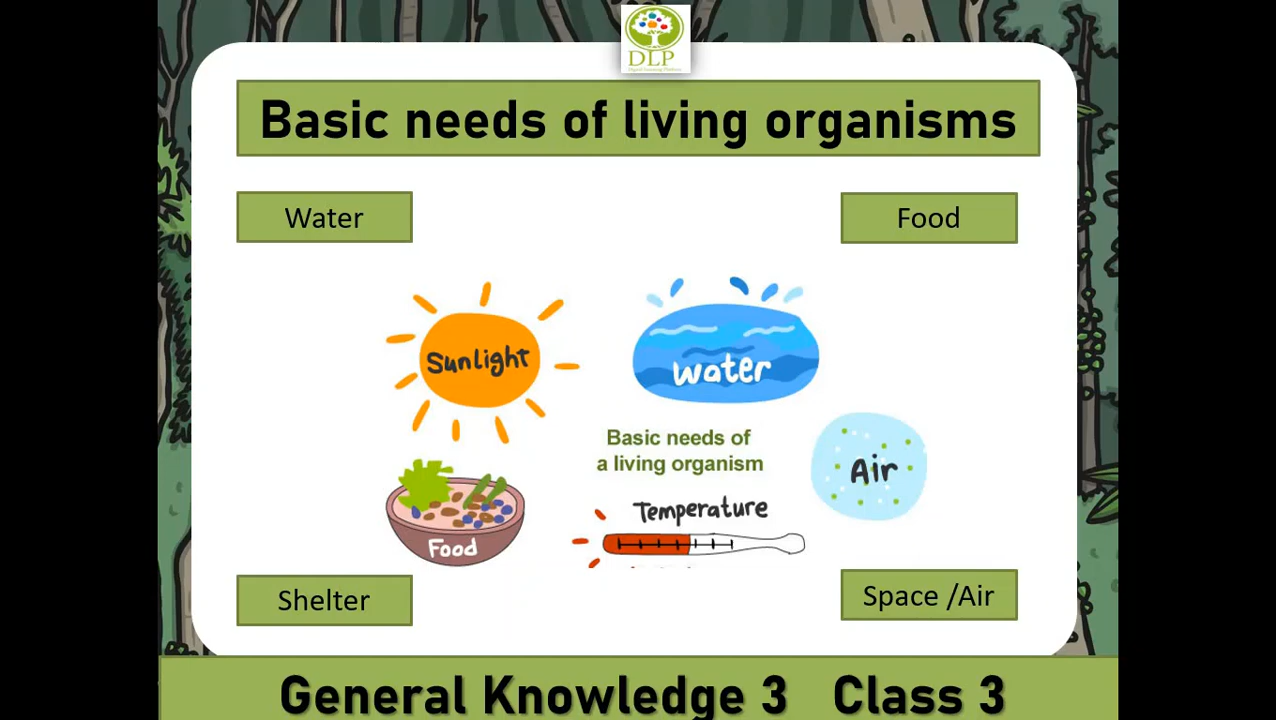 DLP
Basic needs of living organisms
Water
Food
Sunlight
water
Basic needs of
a living organism
Air
Temperature
Food
Shelter
Space /Air
General Knowledge 3 Class 3